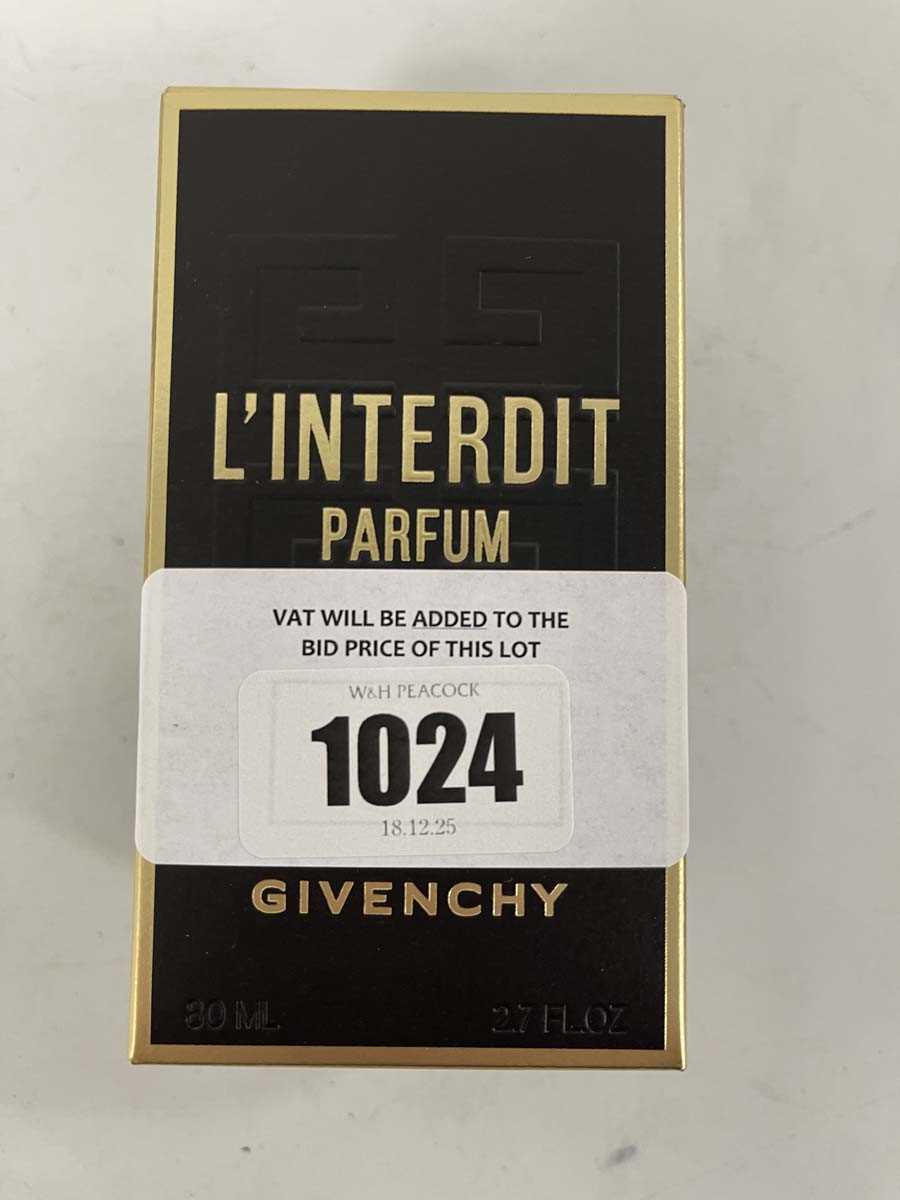 L'INTERDIT
PARFUM
VAT WILL BE ADDED TO THE
BID PRICE OF THIS LOT
W&H PEACOCK
1024
18.12.25
GIVENCHY
80 ML
2.7 FL.OZ